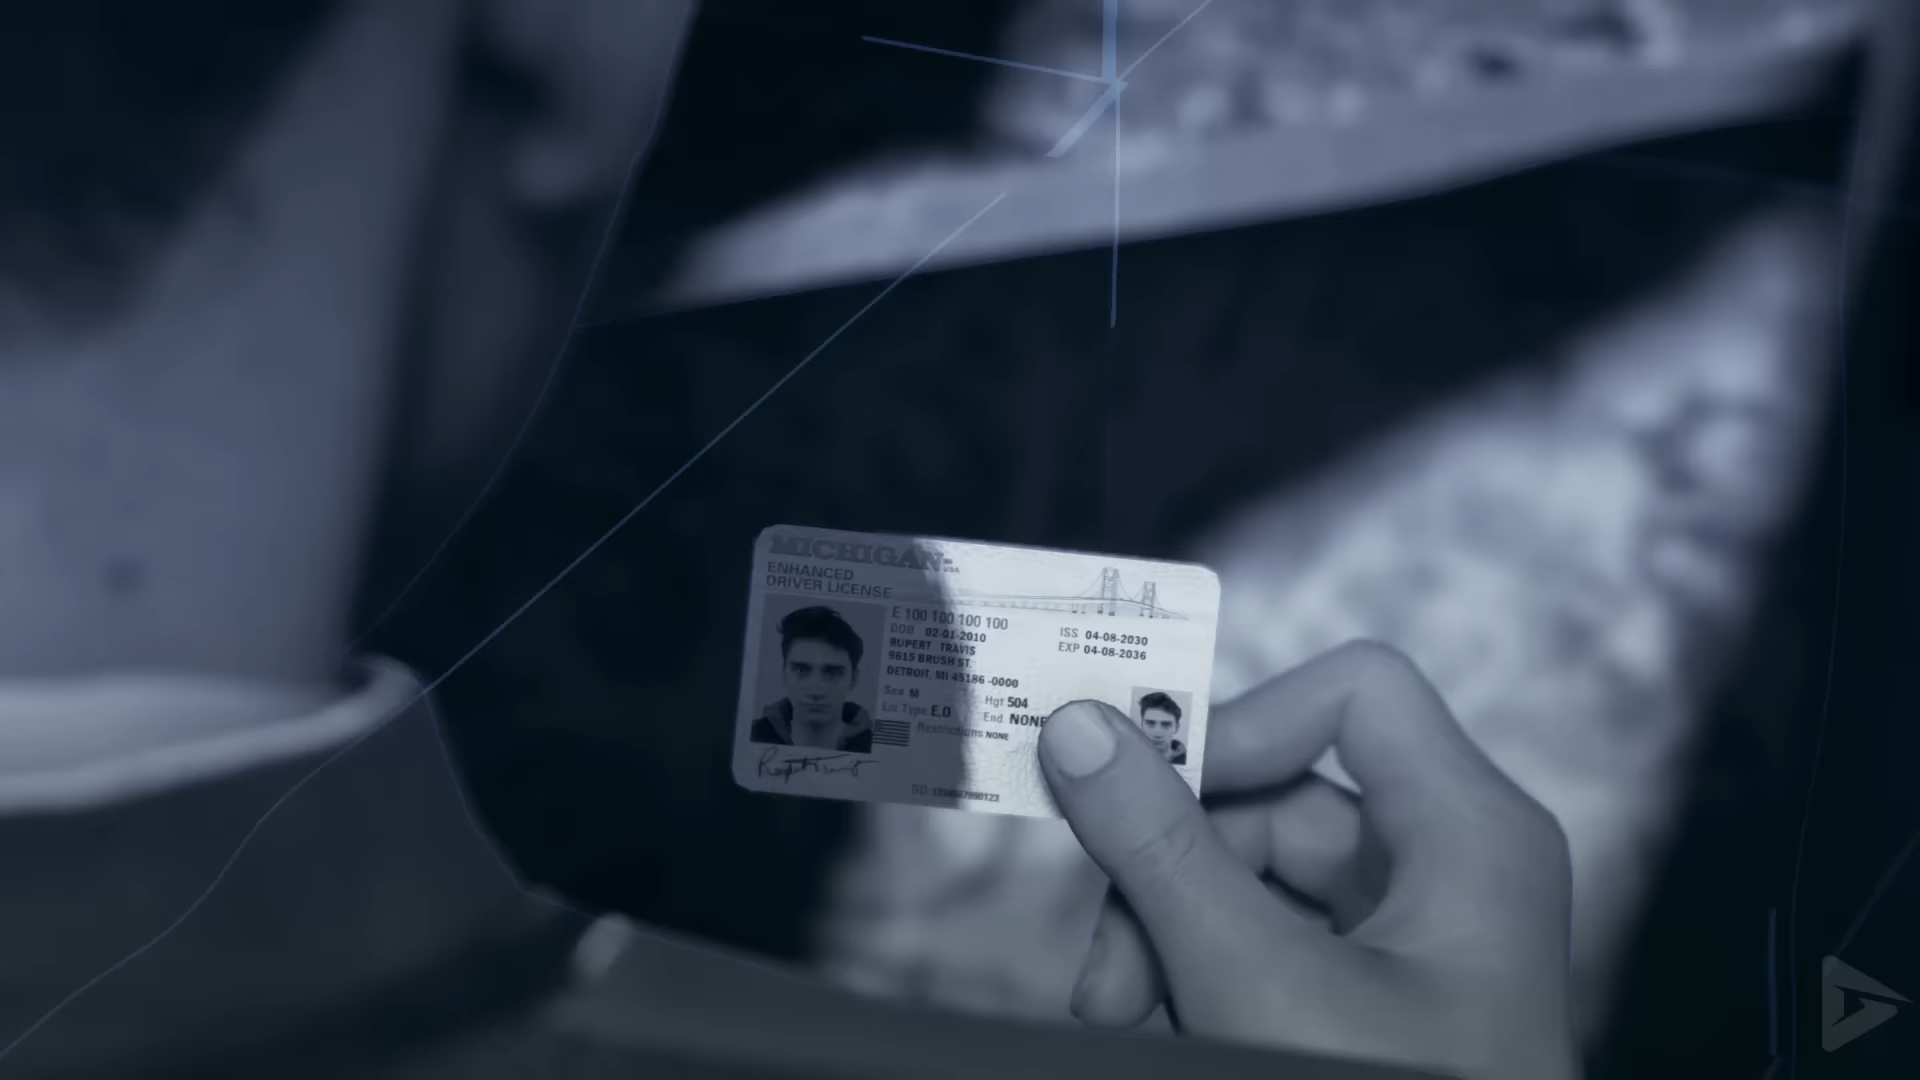 MICHIGAN
USA
ENHANCED
DRIVER LICENSE
E 100 100 100 100
DOB 02-01-2010
RUPERT TRAVIS
9615 BRUSH ST.
DETROIT, MI 45186 -0000
ISS 04-08-2030
EXP 04-08-2036
Sex M
Hgt 504
Lic Type E,O
End NONE
Restrictions NONE